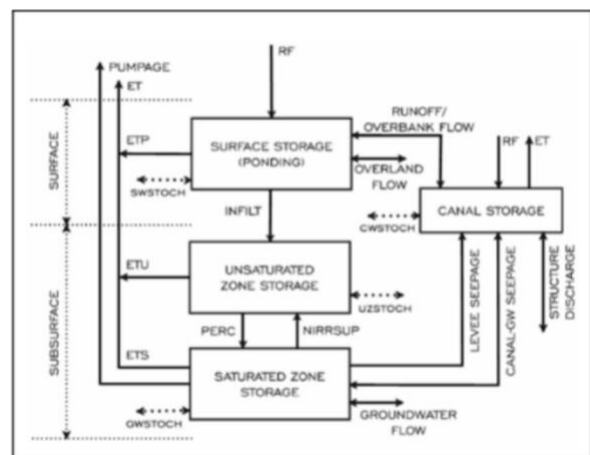 RF
PUMPAGE
ET
RUNOFF/
OVERBANK FLOW
RF
ET
ETP
SURFACE STORAGE
(PONDING)
OVERLAND
FLOW
SURFACE
SWSTOCH
CANAL STORAGE
INFILT
CWSTOCH
ETU
UNSATURATED
ZONE STORAGE
UZSTOCH
SUBSURFACE
LEVEE SEEPAGE
CANAL-GW SEEPAGE
STRUCTURE
DISCHARGE
PERC
NIRRSUP
ETS
SATURATED ZONE
STORAGE
GWSTOCH
GROUNDWATER
FLOW